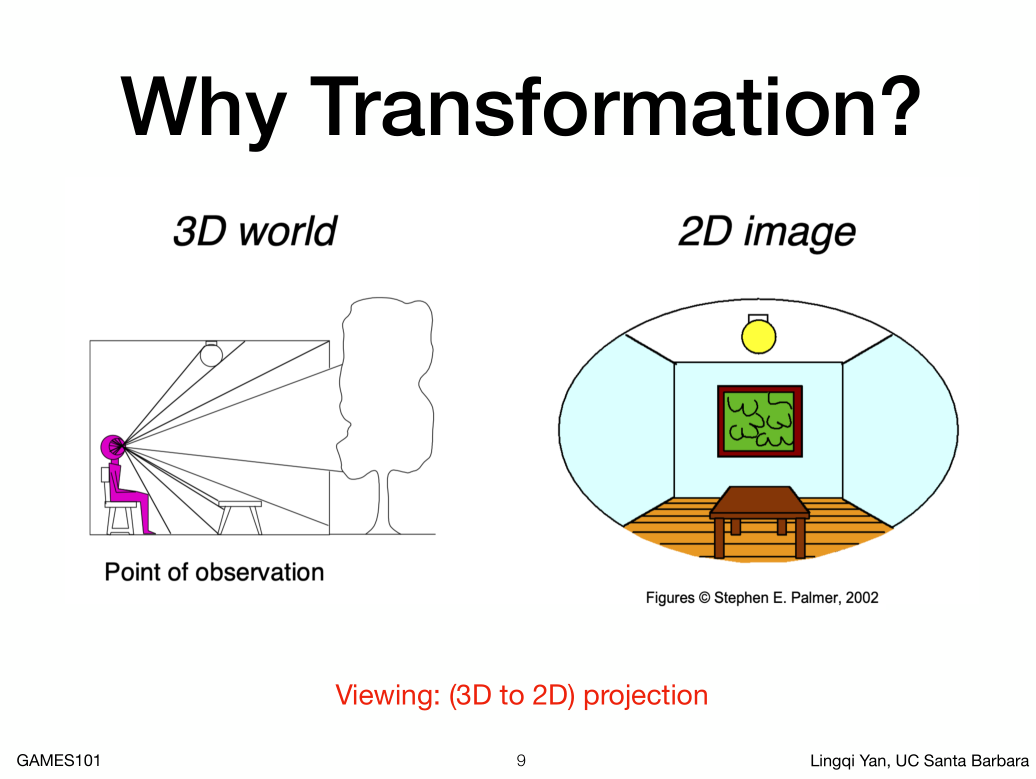 Why Transformation?
3D world
2D image
Point of observation
Figures © Stephen E. Palmer, 2002
Viewing: (3D to 2D) projection
GAMES101
9
Lingqi Yan, UC Santa Barbara